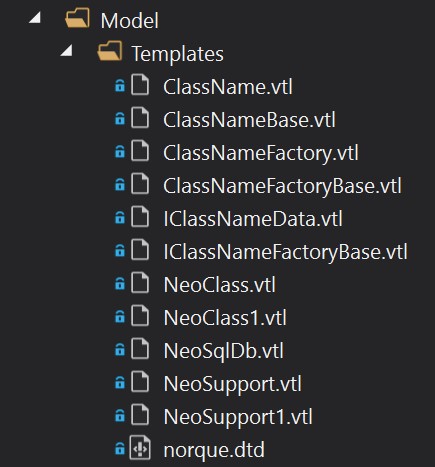 Model
Templates
ClassName.vtl
ClassNameBase.vtl
ClassNameFactory.vtl
ClassNameFactoryBase.vtl
IClassNameData.vtl
IClassNameFactoryBase.vtl
NeoClass.vtl
NeoClass1.vtl
NeoSqlDb.vtl
NeoSupport.vtl
NeoSupport1.vtl
norque.dtd